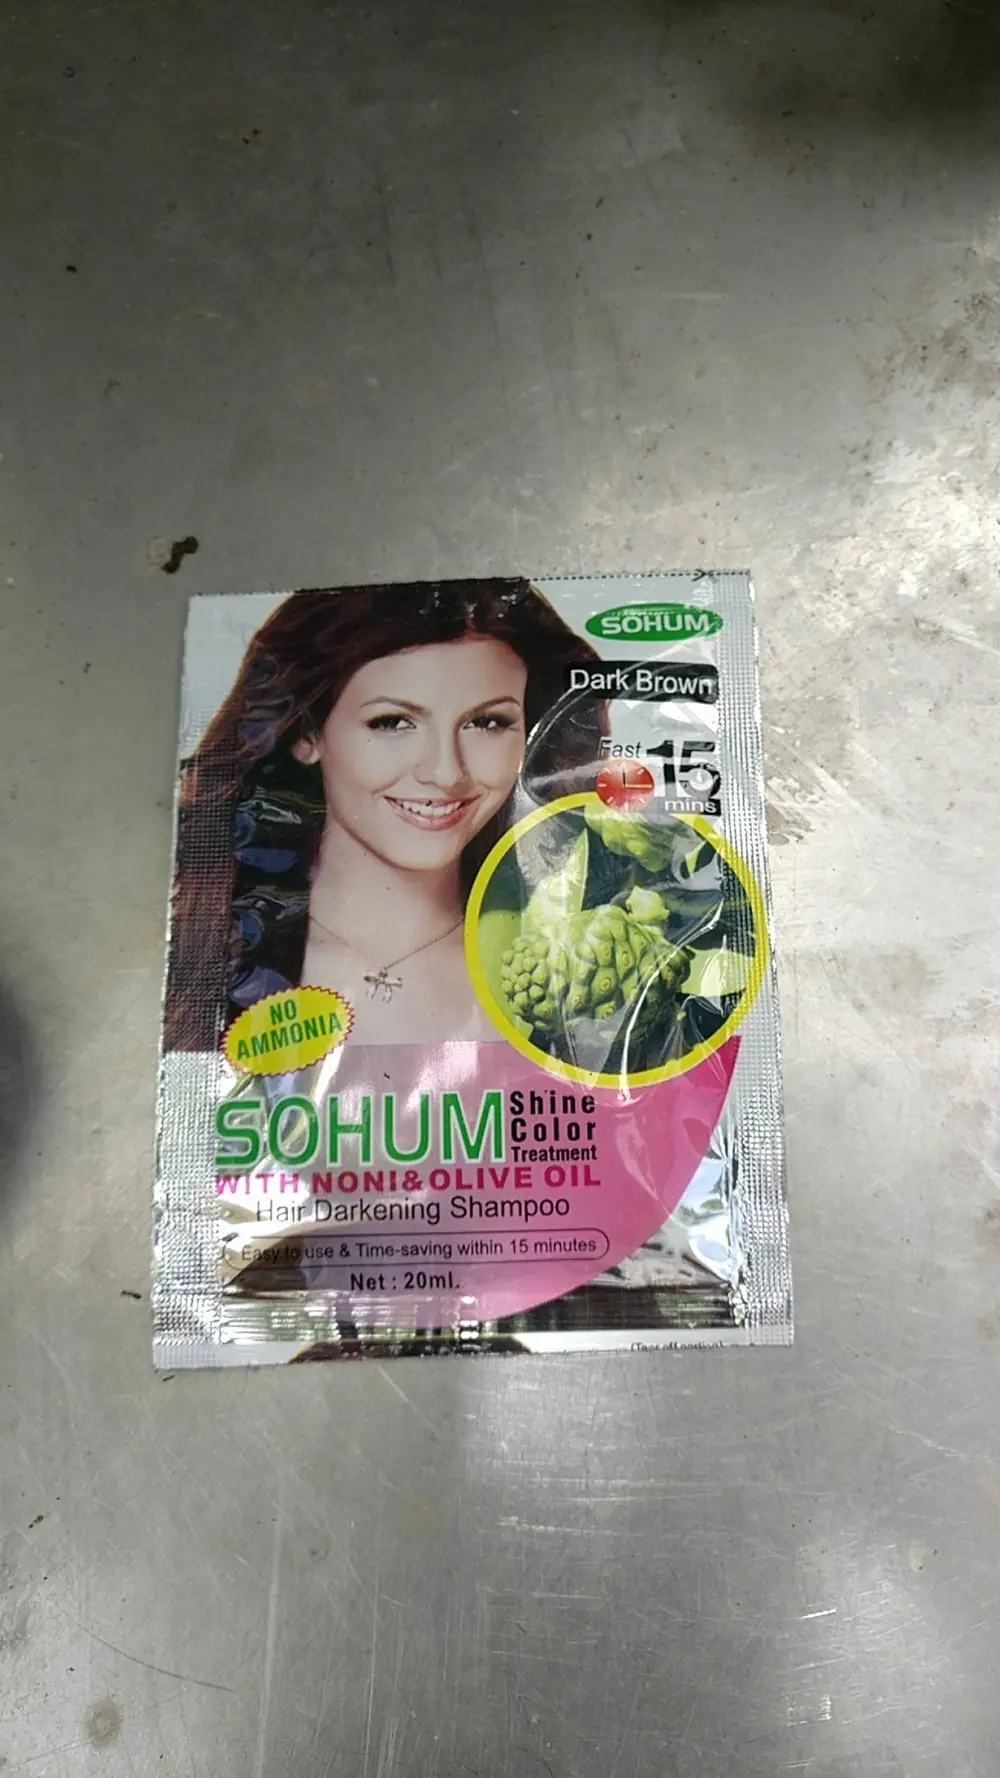 SOHUM
Dark Brown
Fast 15
mins
NO
AMMONIA
SOHUM Shine
Color
Treatment
WITH NONI&OLIVE OIL
Hair Darkening Shampoo
Easy to use & Time-saving within 15 minutes
Net : 20ml.